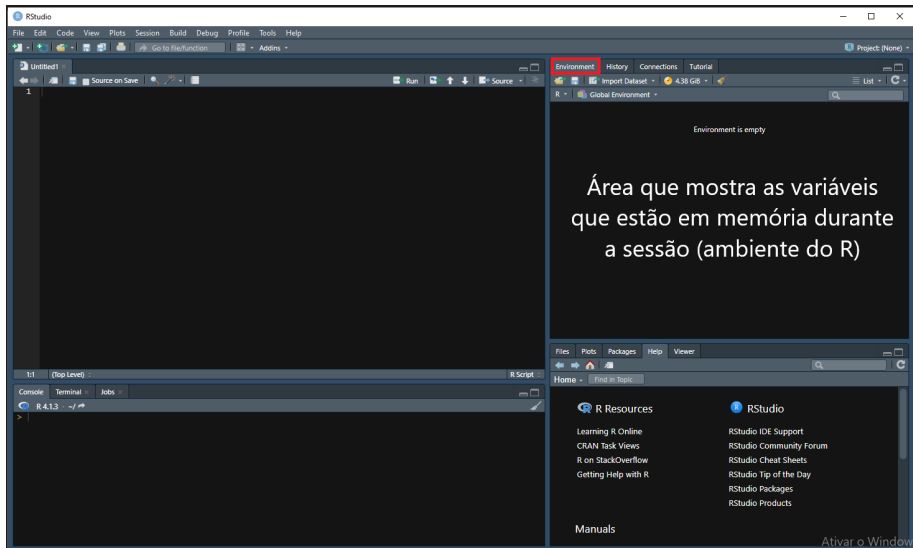 RStudio
File Edit Code View Plots Session Build Debug Profile Tools Help
Go to file/function Addins Project: (None)
Untitled1
Source on Save Run Source
1
1:1 (Top Level) R Script
Console Terminal Jobs
R 4.1.3 · ~/
>
Environment History Connections Tutorial
Import Dataset 4.38 GiB List
R Global Environment
Environment is empty
Área que mostra as variáveis
que estão em memória durante
a sessão (ambiente do R)
Files Plots Packages Help Viewer
Home Find in Topic
R Resources
Learning R Online
CRAN Task Views
R on StackOverflow
Getting Help with R
RStudio
RStudio IDE Support
RStudio Community Forum
RStudio Cheat Sheets
RStudio Tip of the Day
RStudio Packages
RStudio Products
Manuals
Ativar o Window